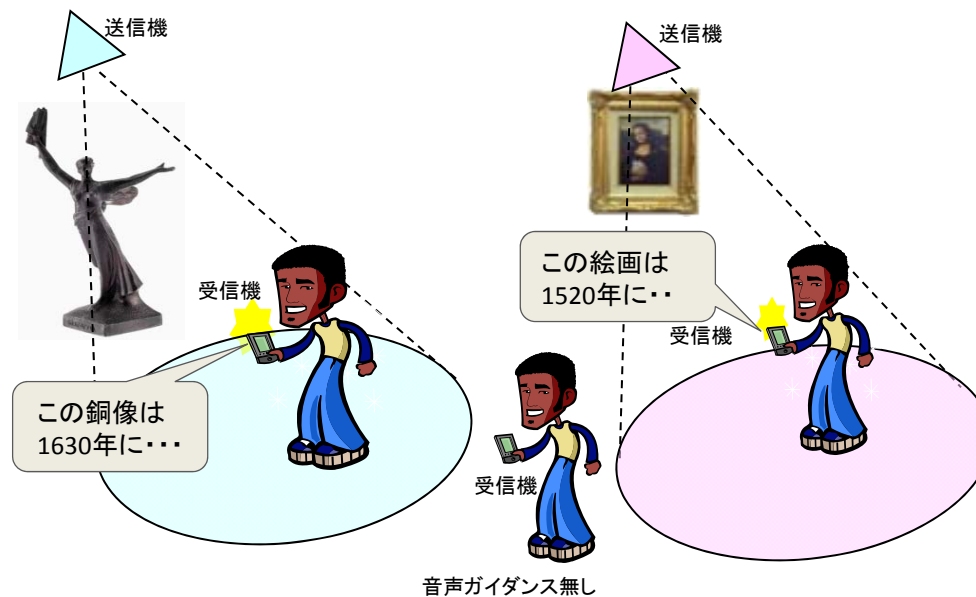 送信機
送信機
この絵画は
1520年に・・
受信機
受信機
この銅像は
1630年に・・・
受信機
音声ガイダンス無し